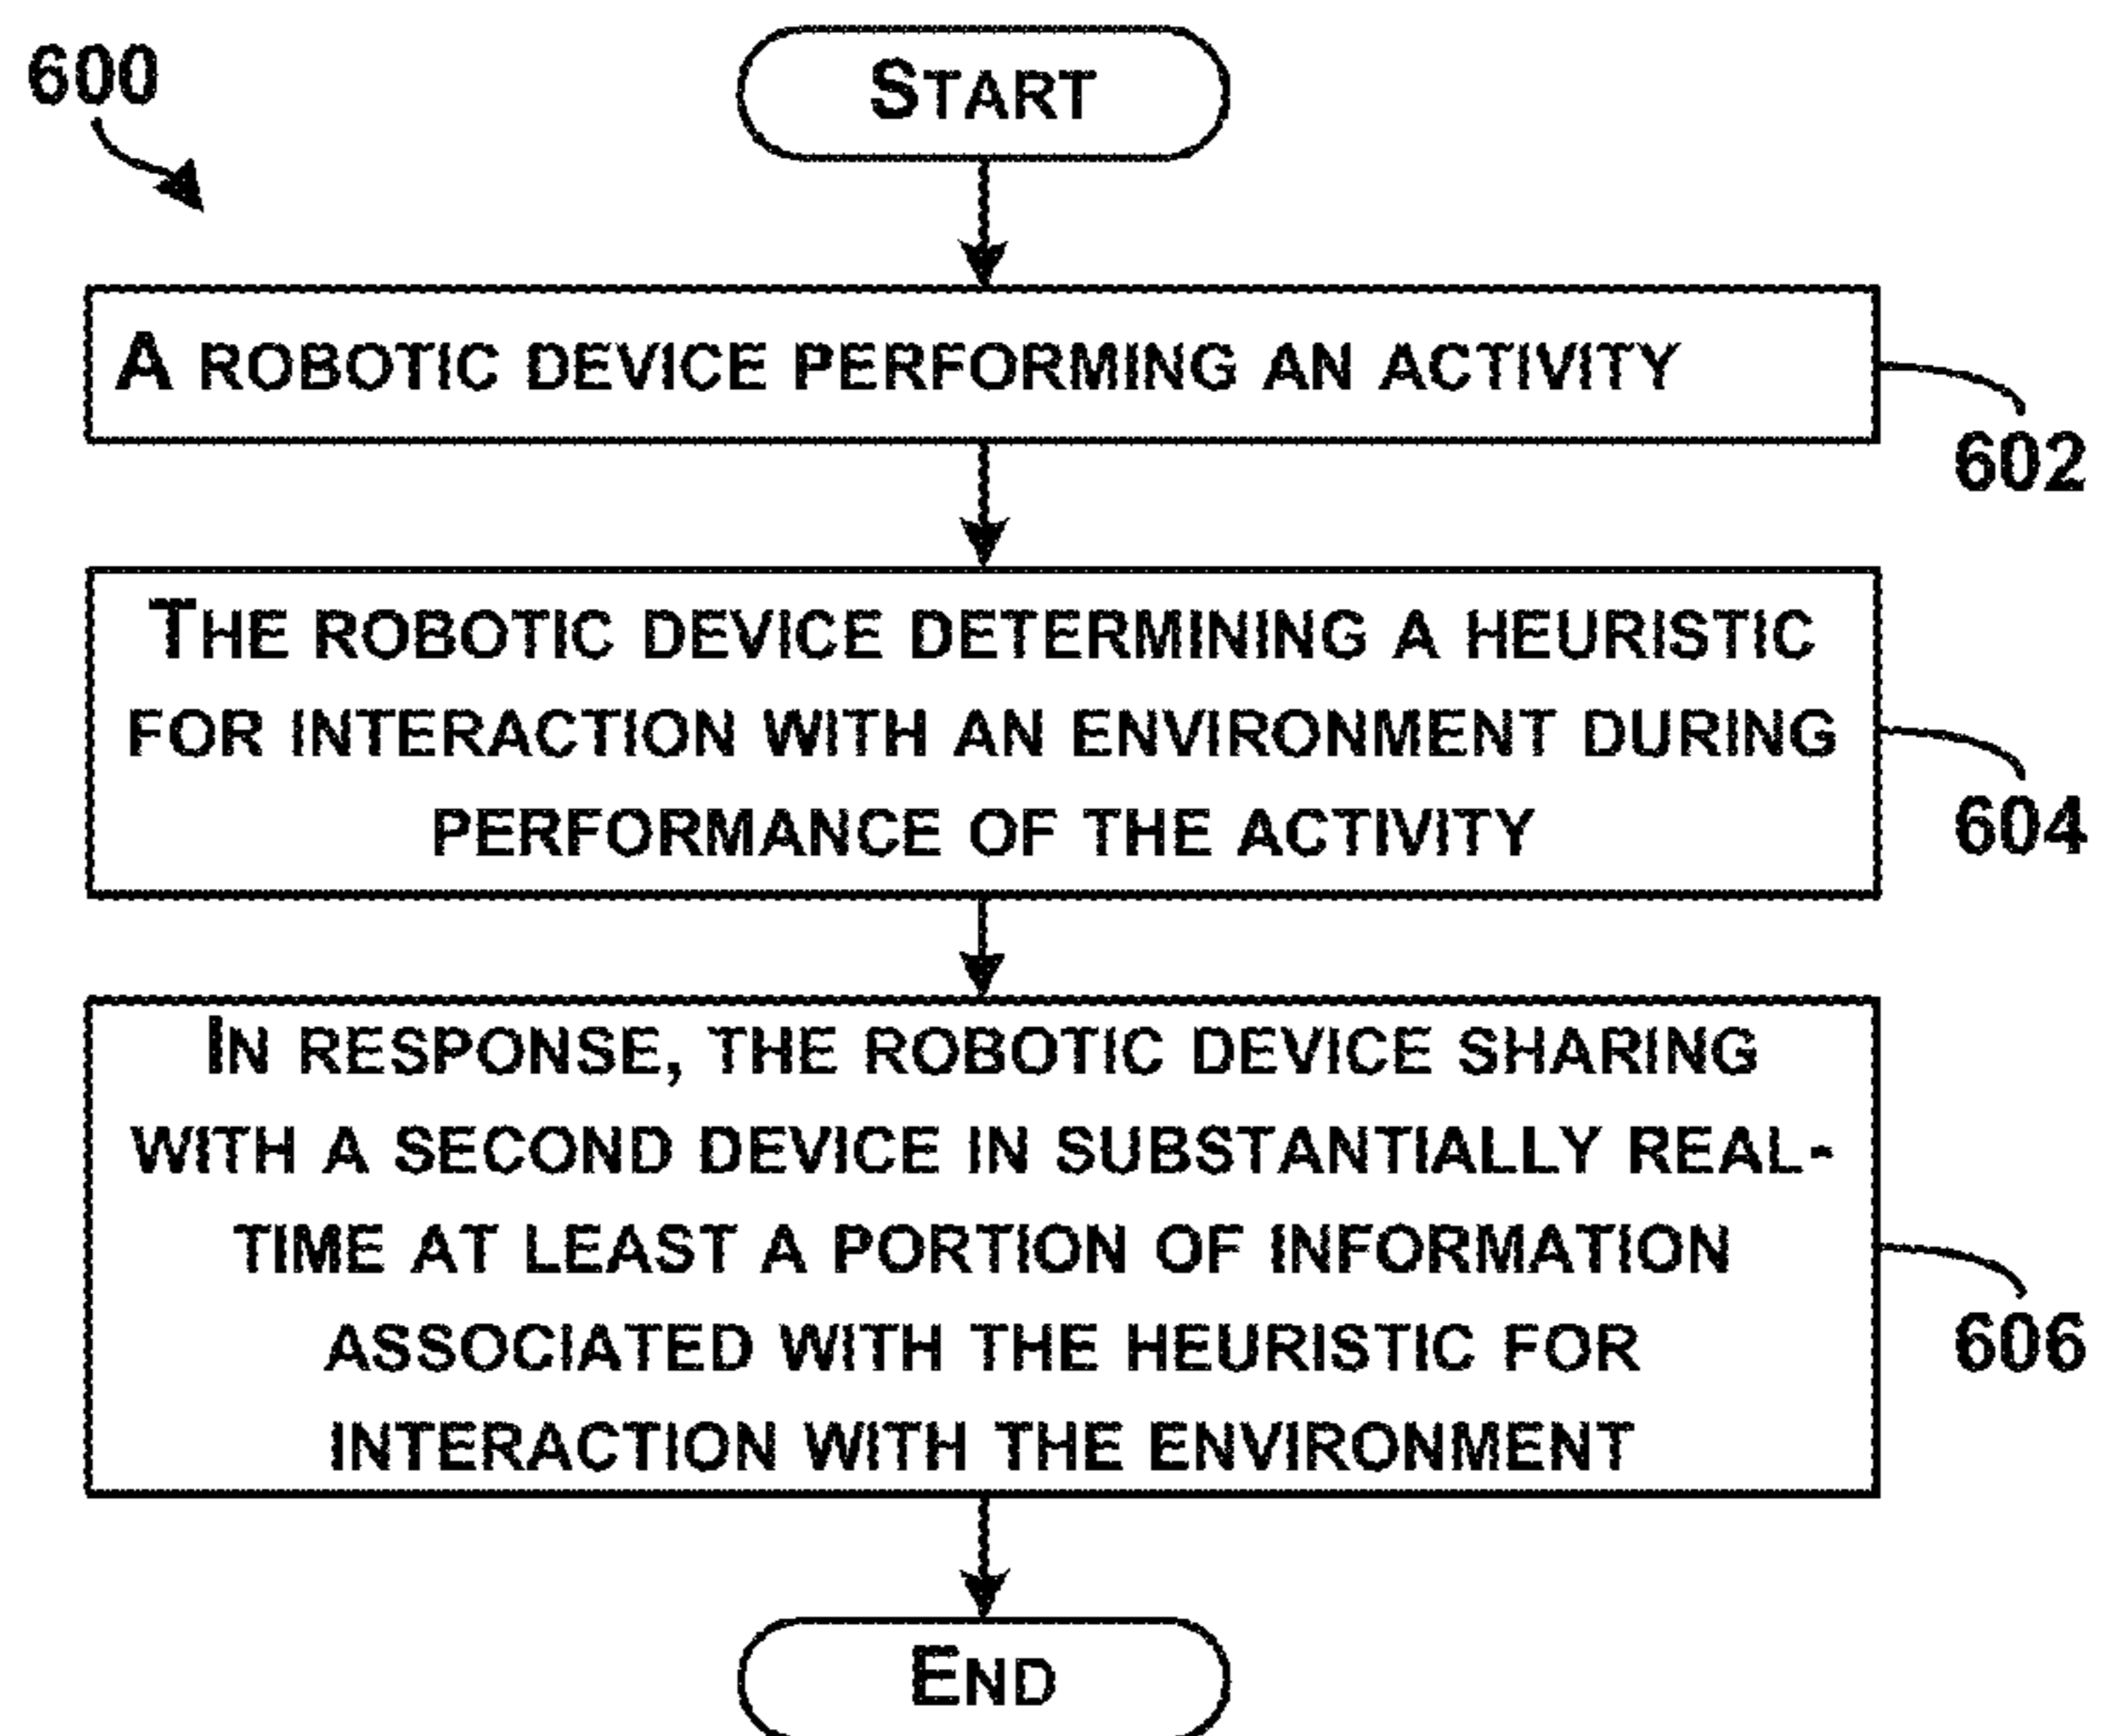 600
START
A ROBOTIC DEVICE PERFORMING AN ACTIVITY
602
THE ROBOTIC DEVICE DETERMINING A HEURISTIC
FOR INTERACTION WITH AN ENVIRONMENT DURING
PERFORMANCE OF THE ACTIVITY
604
IN RESPONSE, THE ROBOTIC DEVICE SHARING
WITH A SECOND DEVICE IN SUBSTANTIALLY REAL-
TIME AT LEAST A PORTION OF INFORMATION
ASSOCIATED WITH THE HEURISTIC FOR
INTERACTION WITH THE ENVIRONMENT
606
END